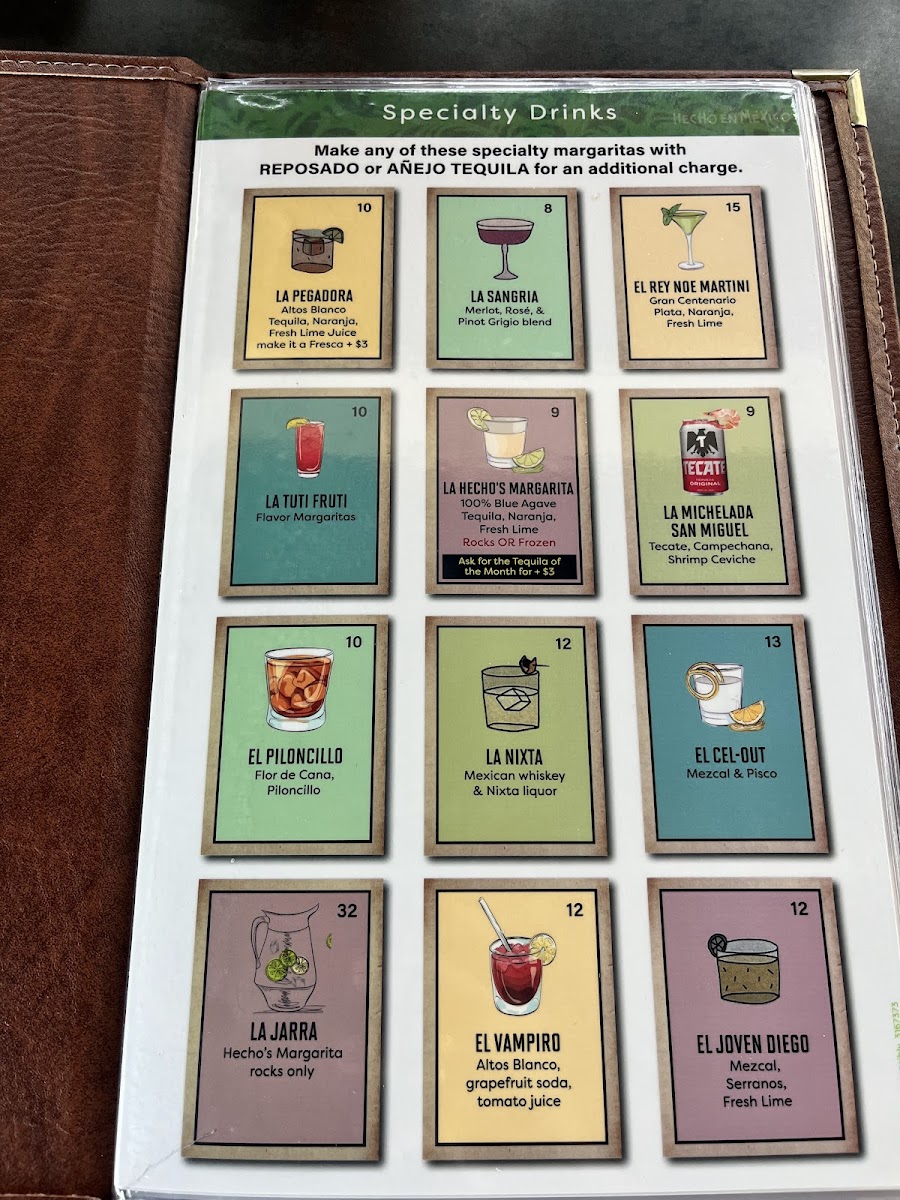 Specialty Drinks
HECHO EN MÉXICO
Make any of these specialty margaritas with
REPOSADO or AÑEJO TEQUILA for an additional charge.
10
LA PEGADORA
Altos Blanco
Tequila, Naranja,
Fresh Lime Juice
make it a Fresca + $3
8
LA SANGRIA
Merlot, Rosé, &
Pinot Grigio blend
15
EL REY NOE MARTINI
Gran Centenario
Plata, Naranja,
Fresh Lime
10
LA TUTI FRUTI
Flavor Margaritas
9
LA HECHO'S MARGARITA
100% Blue Agave
Tequila, Naranja,
Fresh Lime
Rocks OR Frozen
Ask for the Tequila of
the Month for + $3
9
T
TECATE
ORIGINAL
LA MICHELADA
SAN MIGUEL
Tecate, Campechana,
Shrimp Ceviche
10
EL PILONCILLO
Flor de Cana,
Piloncillo
12
LA NIXTA
Mexican whiskey
& Nixta liquor
13
EL CEL-OUT
Mezcal & Pisco
32
LA JARRA
Hecho's Margarita
rocks only
12
EL VAMPIRO
Altos Blanco,
grapefruit soda,
tomato juice
12
EL JOVEN DIEGO
Mezcal,
Serranos,
Fresh Lime